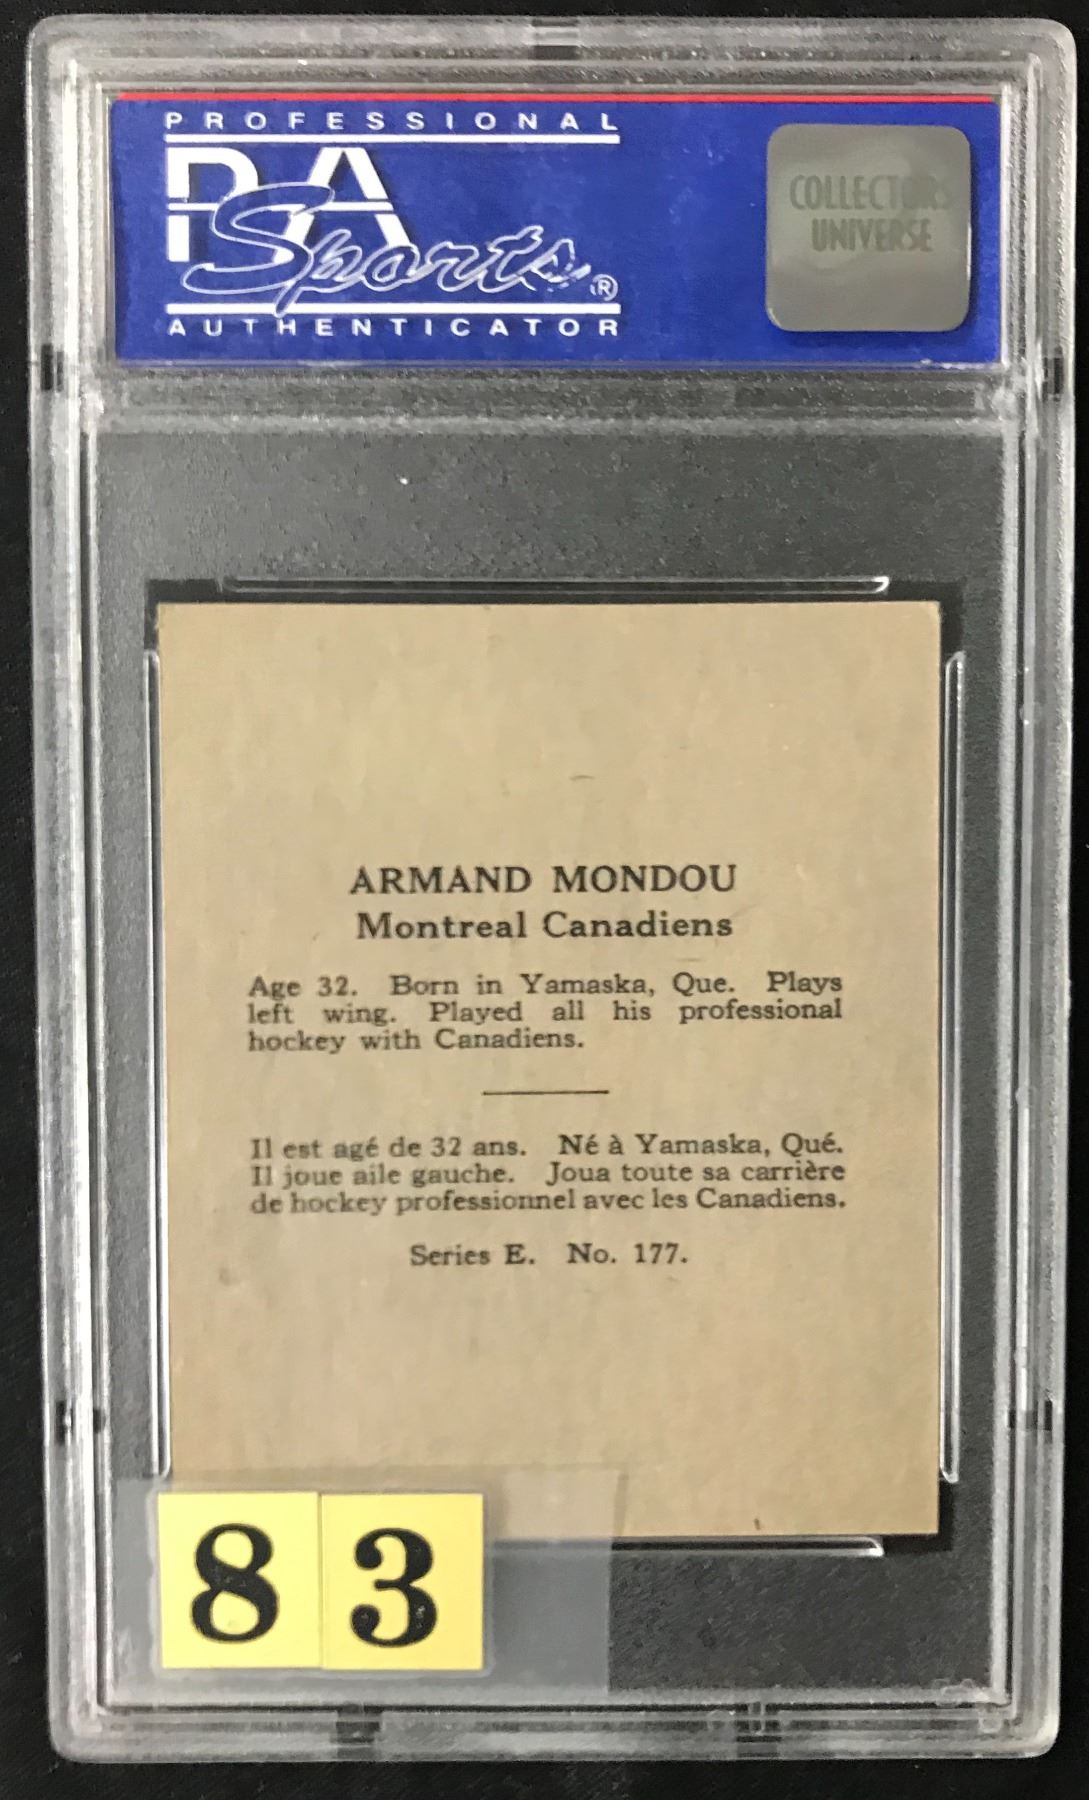 PROFESSIONAL
PSA
Sports®
AUTHENTICATOR
COLLECTORS
UNIVERSE
ARMAND MONDOU
Montreal Canadiens
Age 32. Born in Yamaska, Que. Plays
left wing. Played all his professional
hockey with Canadiens.
Il est agé de 32 ans. Né à Yamaska, Qué.
Il joue aile gauche. Joua toute sa carrière
de hockey professionnel avec les Canadiens.
Series E. No. 177.
83